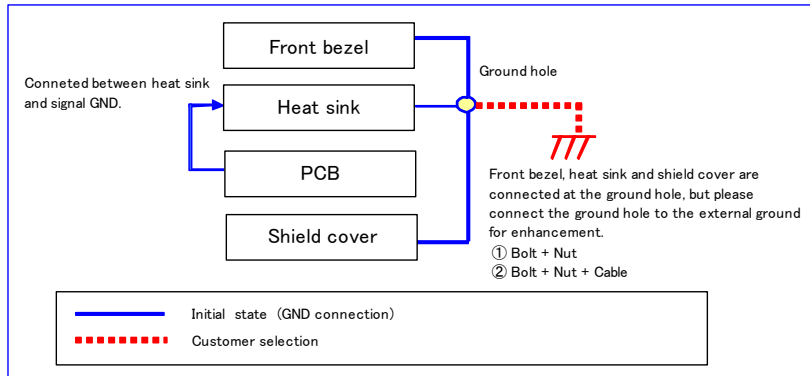 Front bezel
Ground hole
Conneted between heat sink
and signal GND.
Heat sink
PCB
Front bezel, heat sink and shield cover are
connected at the ground hole, but please
connect the ground hole to the external ground
for enhancement.
① Bolt + Nut
② Bolt + Nut + Cable
Shield cover
Initial state (GND connection)
Customer selection